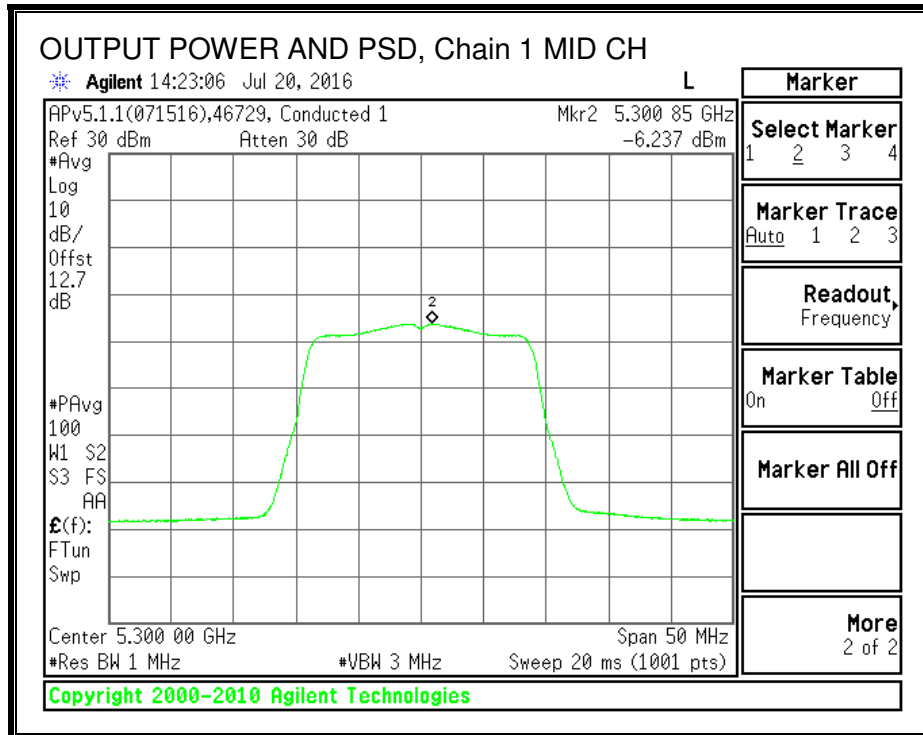 OUTPUT POWER AND PSD, Chain 1 MID CH
Agilent 14:23:06 Jul 20, 2016 L
APv5.1.1(071516),46729, Conducted 1 Mkr2 5.300 85 GHz
Ref 30 dBm Atten 30 dB -6.237 dBm
#Avg
Log
10
dB/
Offst
12.7
dB
2
#PAvg
100
W1 S2
S3 FS
AA
£(f):
FTun
Swp
Center 5.300 00 GHz Span 50 MHz
#Res BW 1 MHz #VBW 3 MHz Sweep 20 ms (1001 pts)
Copyright 2000-2010 Agilent Technologies
Marker
Select Marker
1 2 3 4
Marker Trace
Auto 1 2 3
Readout
Frequency
Marker Table
On Off
Marker All Off
More
2 of 2